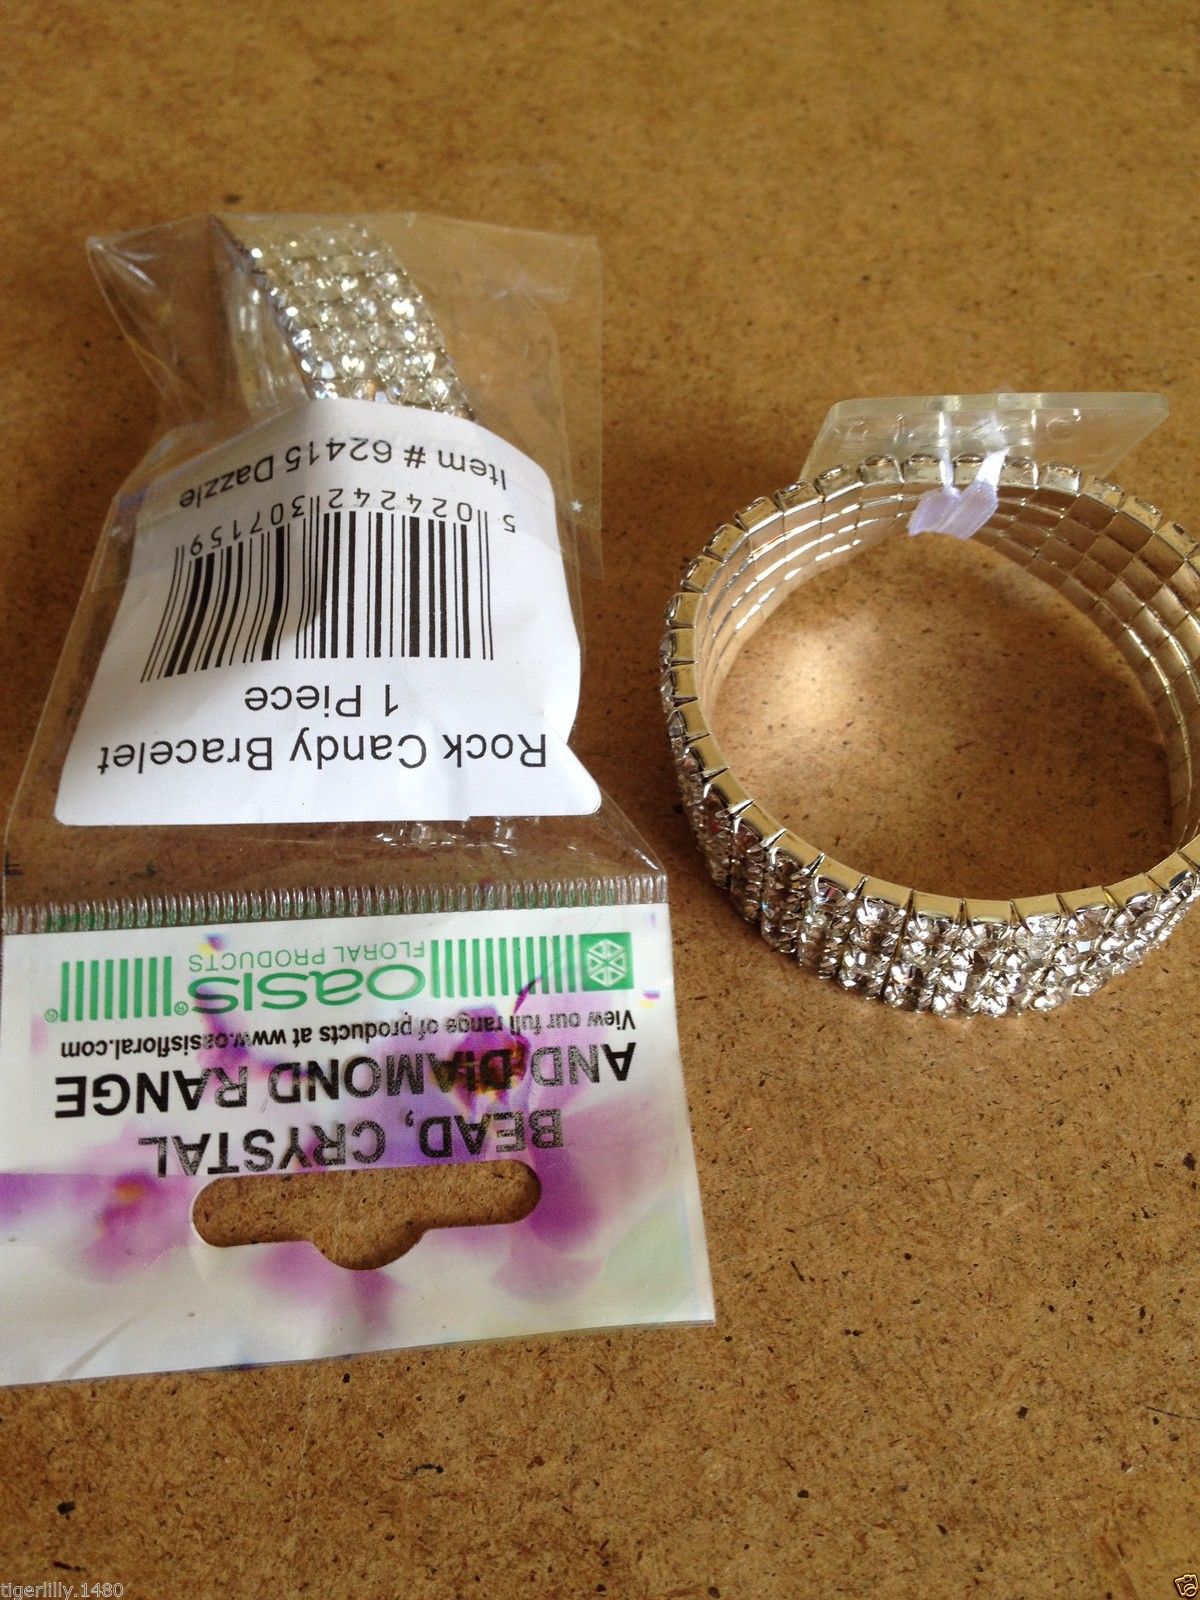 BEAD, CRYSTAL
AND DIAMOND RANGE
View our full range of products at www.oasisfloral.com
OASIS®
FLORAL PRODUCTS
®
Rock Candy Bracelet
1 Piece
5 024242 307159
Item # 62415 Dazzle
tigerlilly.1480